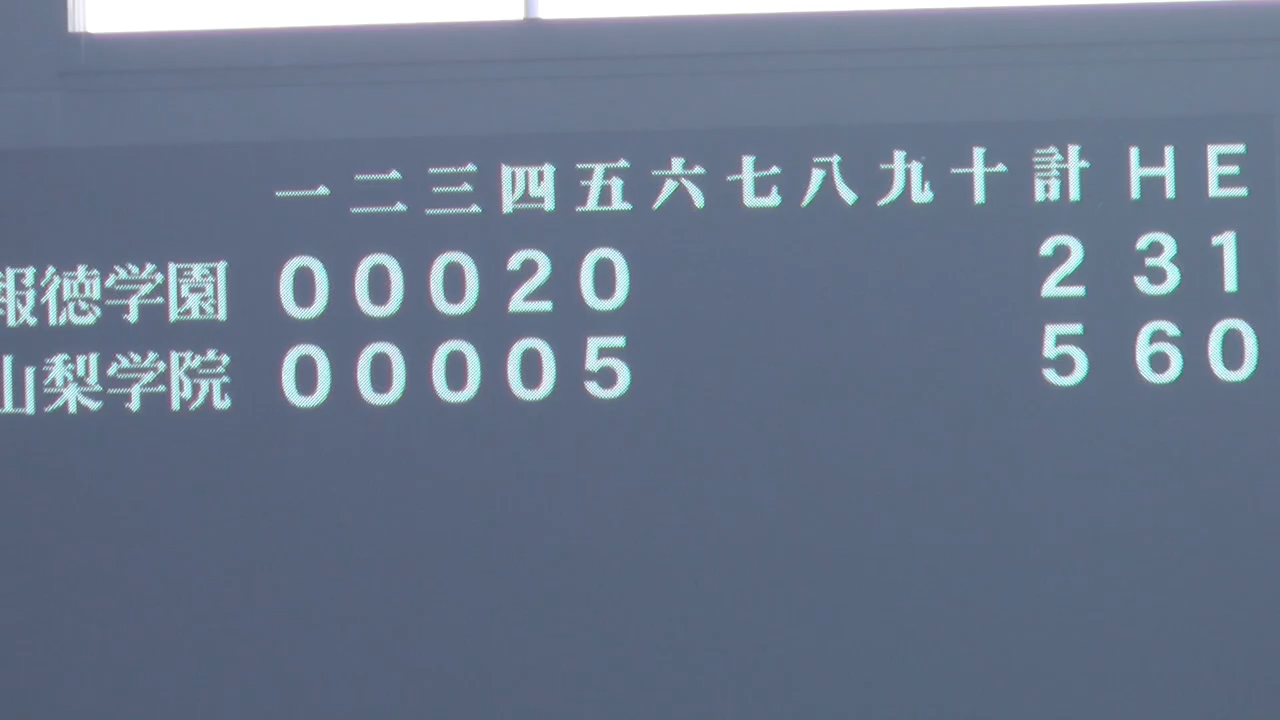 一 二 三 四 五 六 七 八 九 十 計 H E
報徳学園 0 0 0 2 0 2 3 1
山梨学院 0 0 0 0 5 5 6 0